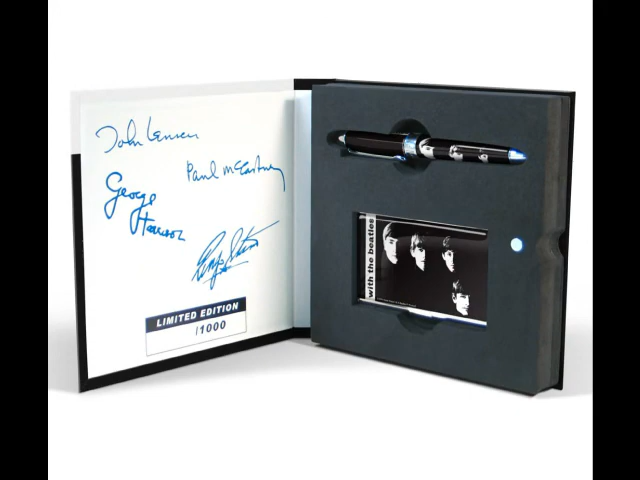 John Lennon
Paul McCartney
George
Harrison
Ringo Starr
LIMITED EDITION
/1000
with the beatles